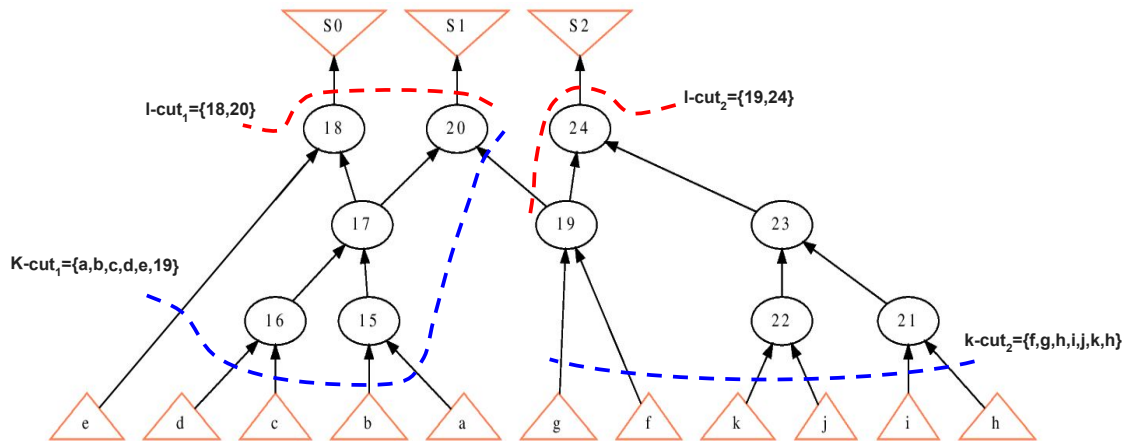 S0 S1 S2
l-cut1={18,20}
l-cut2={19,24}
18 20 24
17 19 23
K-cut1={a,b,c,d,e,19}
16 15 22 21
k-cut2={f,g,h,i,j,k,h}
e d c b a g f k j i h